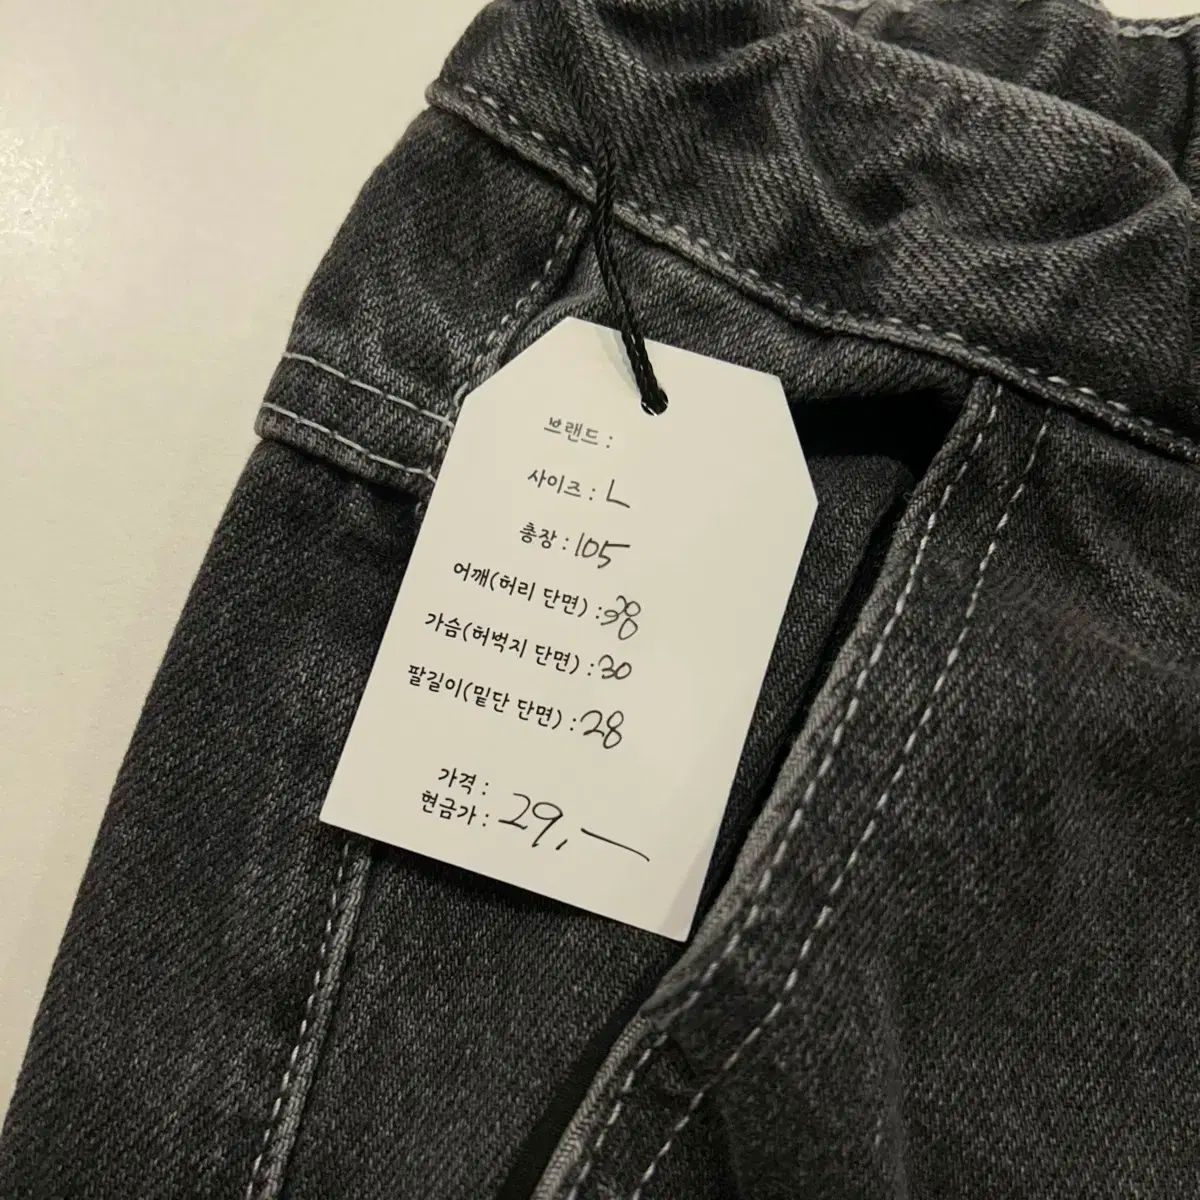 브랜드 :
사이즈 : L
총장 : 105
어깨(허리 단면) : 38
가슴(허벅지 단면) : 30
팔길이(밑단 단면) : 28
가격 :
현금가 : 29,-